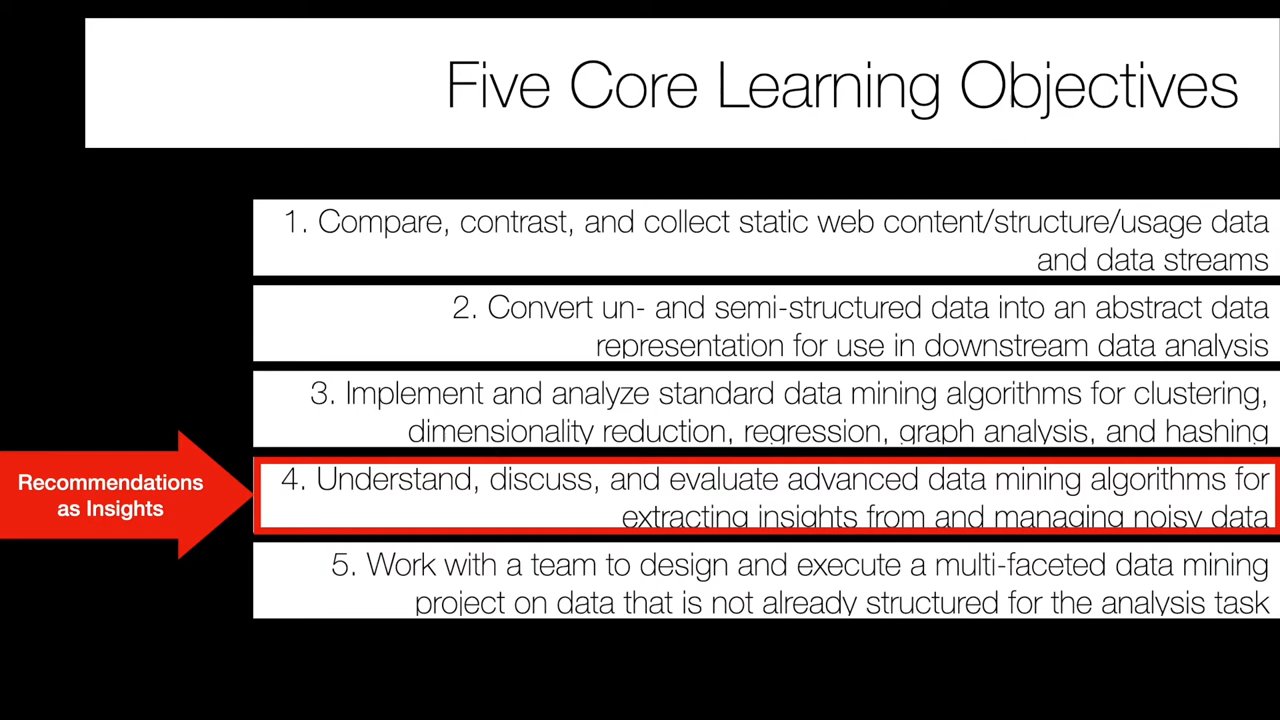 Five Core Learning Objectives
1. Compare, contrast, and collect static web content/structure/usage data
and data streams
2. Convert un- and semi-structured data into an abstract data
representation for use in downstream data analysis
3. Implement and analyze standard data mining algorithms for clustering,
dimensionality reduction, regression, graph analysis, and hashing
Recommendations
as Insights
4. Understand, discuss, and evaluate advanced data mining algorithms for
extracting insights from and managing noisy data
5. Work with a team to design and execute a multi-faceted data mining
project on data that is not already structured for the analysis task